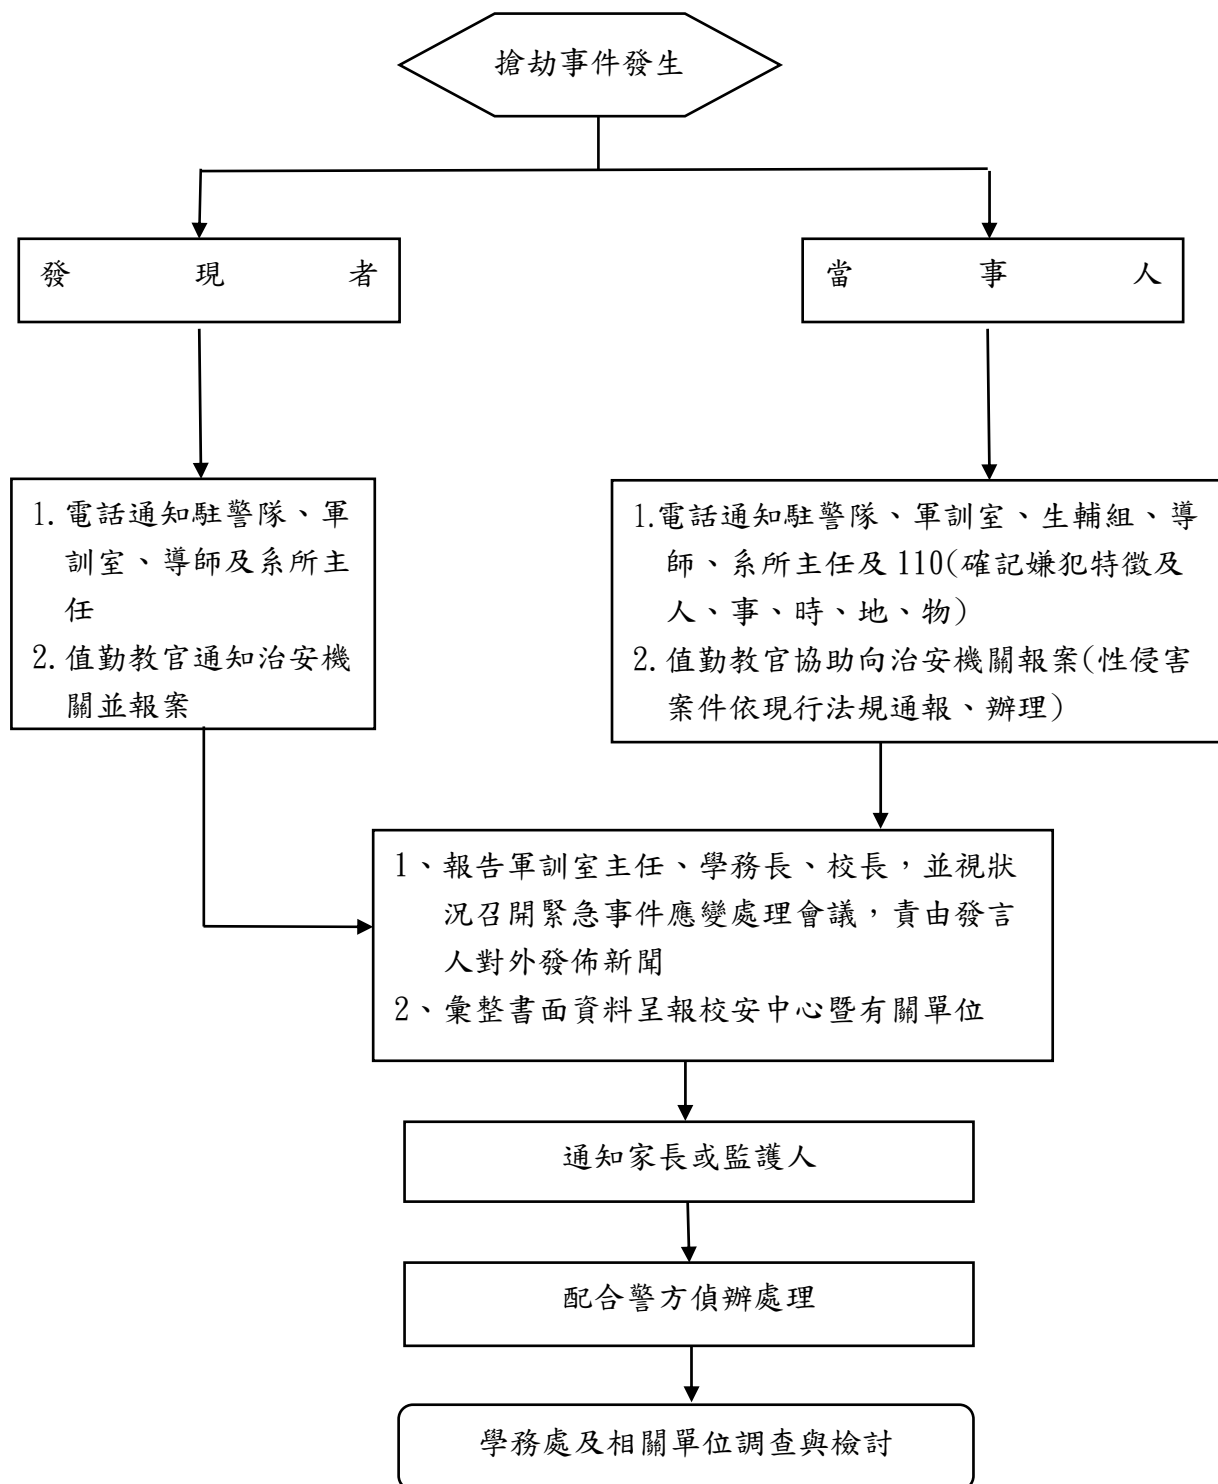 搶劫事件發生
發現者
當事人
1.電話通知駐警隊、軍
訓室、導師及系所主
任
2.值勤教官通知治安機
關並報案
1.電話通知駐警隊、軍訓室、生輔組、導
師、系所主任及 110(確記嫌犯特徵及
人、事、時、地、物)
2.值勤教官協助向治安機關報案(性侵害
案件依現行法規通報、辦理)
1、報告軍訓室主任、學務長、校長，並視狀
況召開緊急事件應變處理會議，責由發言
人對外發佈新聞
2、彙整書面資料呈報校安中心暨有關單位
通知家長或監護人
配合警方偵辦處理
學務處及相關單位調查與檢討